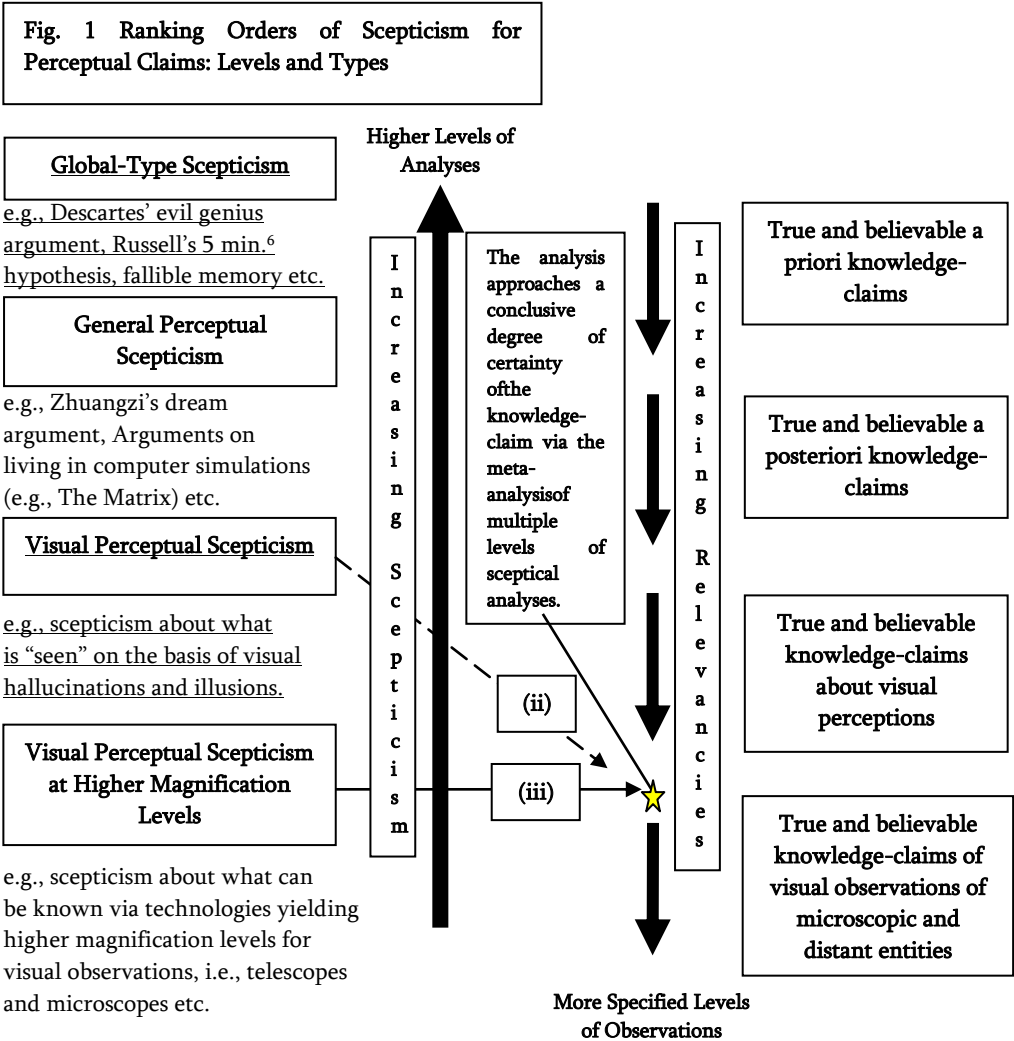 Fig. 1 Ranking Orders of Scepticism for
Perceptual Claims: Levels and Types
Higher Levels of
Analyses
Global-Type Scepticism
e.g., Descartes’ evil genius
argument, Russell’s 5 min.⁶
hypothesis, fallible memory etc.
General Perceptual
Scepticism
e.g., Zhuangzi’s dream
argument, Arguments on
living in computer simulations
(e.g., The Matrix) etc.
Visual Perceptual Scepticism
e.g., scepticism about what
is “seen” on the basis of visual
hallucinations and illusions.
Visual Perceptual Scepticism
at Higher Magnification
Levels
e.g., scepticism about what can
be known via technologies yielding
higher magnification levels for
visual observations, i.e., telescopes
and microscopes etc.
Increasing Scepticism
The analysis
approaches a
conclusive
degree of
certainty
ofthe
knowledge-
claim via the
meta-
analysisof
multiple
levels of
sceptical
analyses.
(ii)
(iii)
Increasing Relevancies
True and believable a
priori knowledge-
claims
True and believable a
posteriori knowledge-
claims
True and believable
knowledge-claims
about visual
perceptions
True and believable
knowledge-claims of
visual observations of
microscopic and
distant entities
More Specified Levels
of Observations